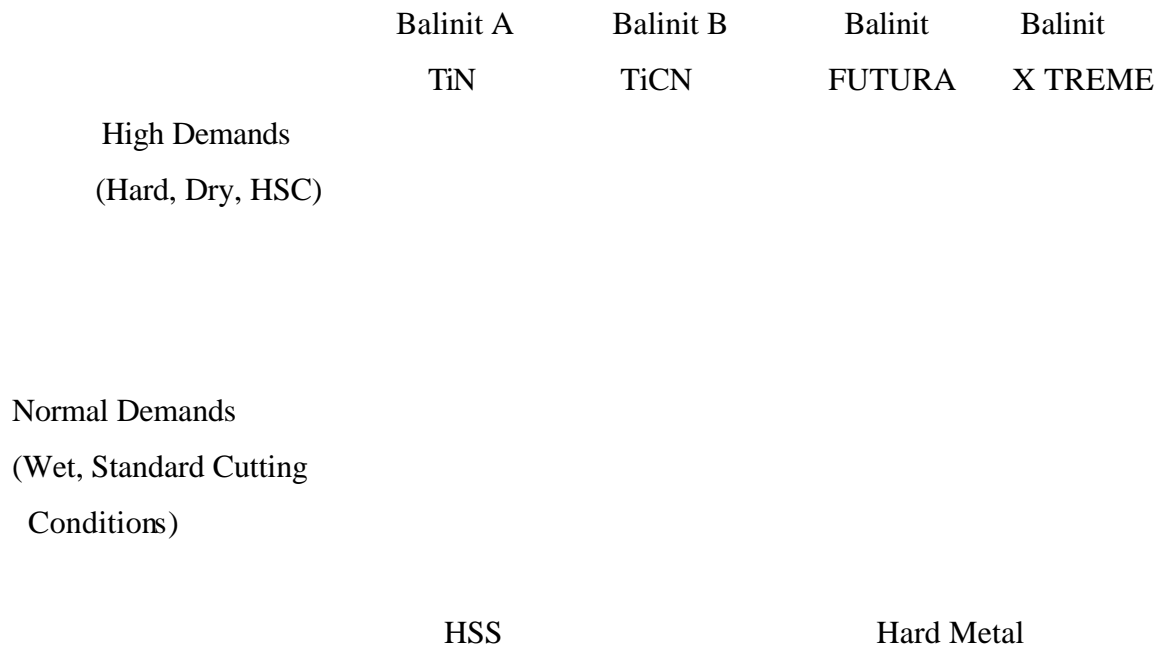 Balinit A Balinit B Balinit Balinit
TiN TiCN FUTURA X TREME
High Demands
(Hard, Dry, HSC)
Normal Demands
(Wet, Standard Cutting
Conditions)
HSS Hard Metal